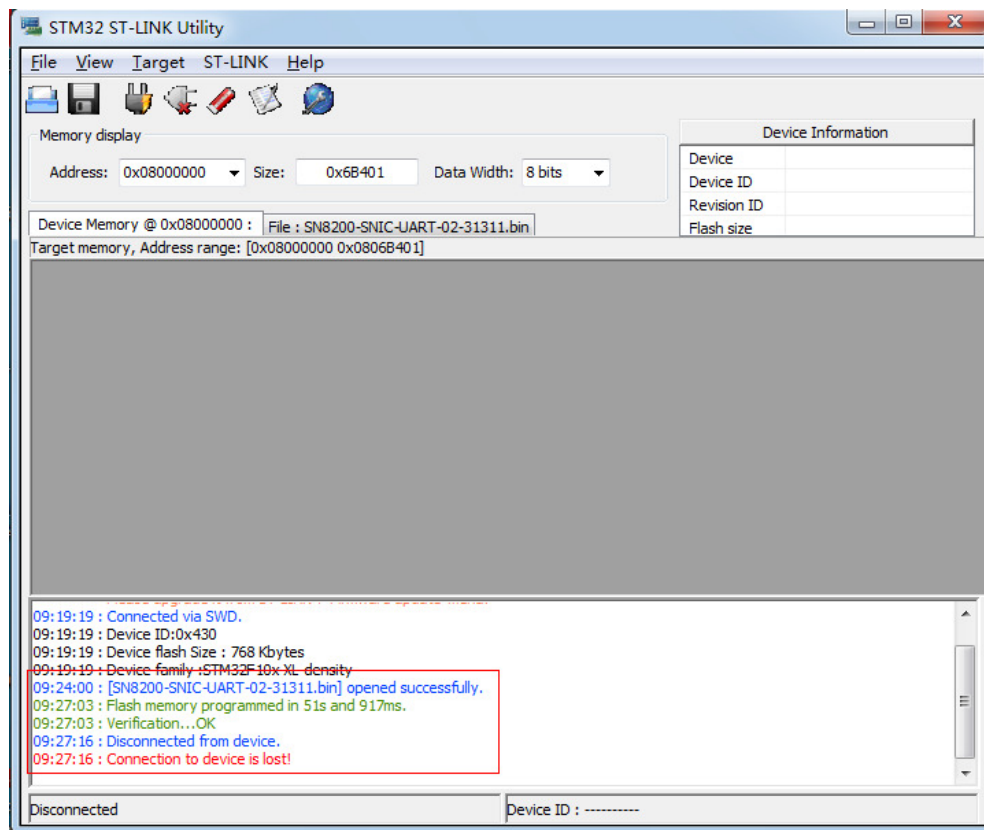 STM32 ST-LINK Utility
File View Target ST-LINK Help
Memory display
Address: 0x08000000 Size: 0x6B401 Data Width: 8 bits
Device Information
Device
Device ID
Revision ID
Flash size
Device Memory @ 0x08000000 : File : SN8200-SNIC-UART-02-31311.bin
Target memory, Address range: [0x08000000 0x0806B401]
09:19:19 : Connected via SWD.
09:19:19 : Device ID:0x430
09:19:19 : Device flash Size : 768 Kbytes
09:19:19 : Device family :STM32F10x XL-density
09:24:00 : [SN8200-SNIC-UART-02-31311.bin] opened successfully.
09:27:03 : Flash memory programmed in 51s and 917ms.
09:27:03 : Verification...OK
09:27:16 : Disconnected from device.
09:27:16 : Connection to device is lost!
Disconnected Device ID : ----------